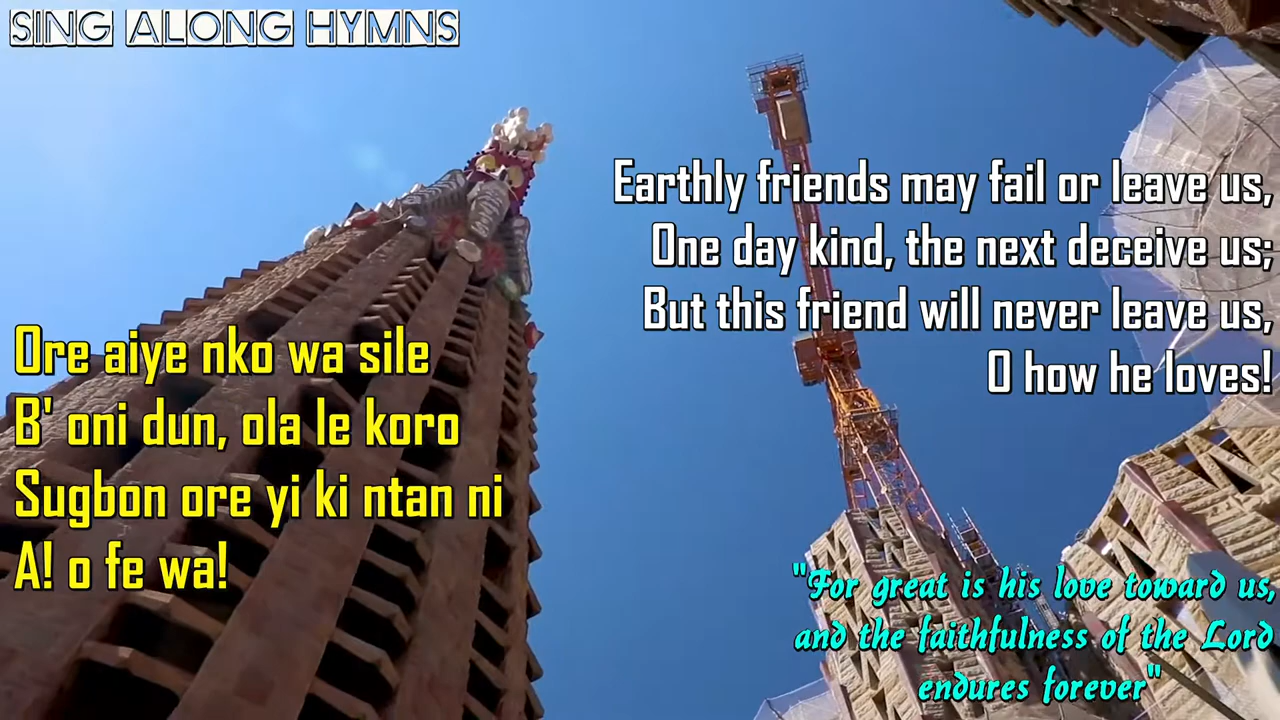 SING ALONG HYMNS
Earthly friends may fail or leave us,
One day kind, the next deceive us;
But this friend will never leave us,
O how he loves!
Ore aiye nko wa sile
B' oni dun, ola le koro
Sugbon ore yi ki ntan ni
A! o fe wa!
"For great is his love toward us,
and the faithfulness of the Lord
endures forever"